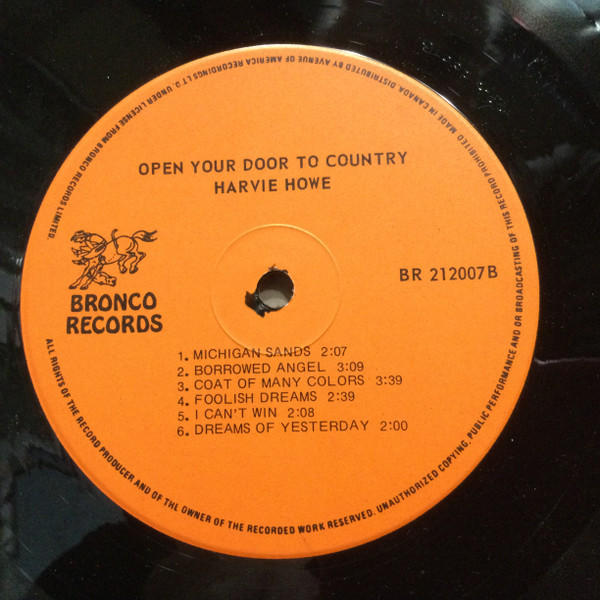 OPEN YOUR DOOR TO COUNTRY
HARVIE HOWE
BRONCO
RECORDS
BR 212007B
1. MICHIGAN SANDS 2:07
2. BORROWED ANGEL 3:09
3. COAT OF MANY COLORS 3:39
4. FOOLISH DREAMS 2:39
5. I CAN'T WIN 2:08
6. DREAMS OF YESTERDAY 2:00
ALL RIGHTS OF THE RECORD PRODUCER AND OF THE OWNER OF THE RECORDED WORK RESERVED. UNAUTHORIZED COPYING, PUBLIC PERFORMANCE AND OR BROADCASTING OF THIS RECORD PROHIBITED MADE IN CANADA DISTRIBUTED BY AVENUE OF AMERICA RECORDINGS LTD. UNDER LICENSE FROM BRONCO RECORDS LIMITED.